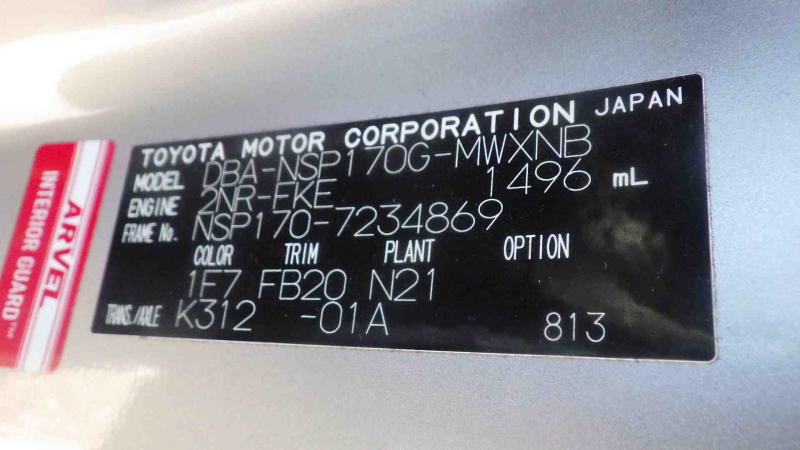 TOYOTA MOTOR CORPORATION JAPAN
MODEL DBA-NSP170G-MWXNB
ENGINE 2NR-FKE 1496 mL
FRAME No. NSP170-7234869
COLOR TRIM PLANT OPTION
1F7 FB20 N21
TRANS./AXLE K312 -01A 813
ARVEL
INTERIOR GUARD